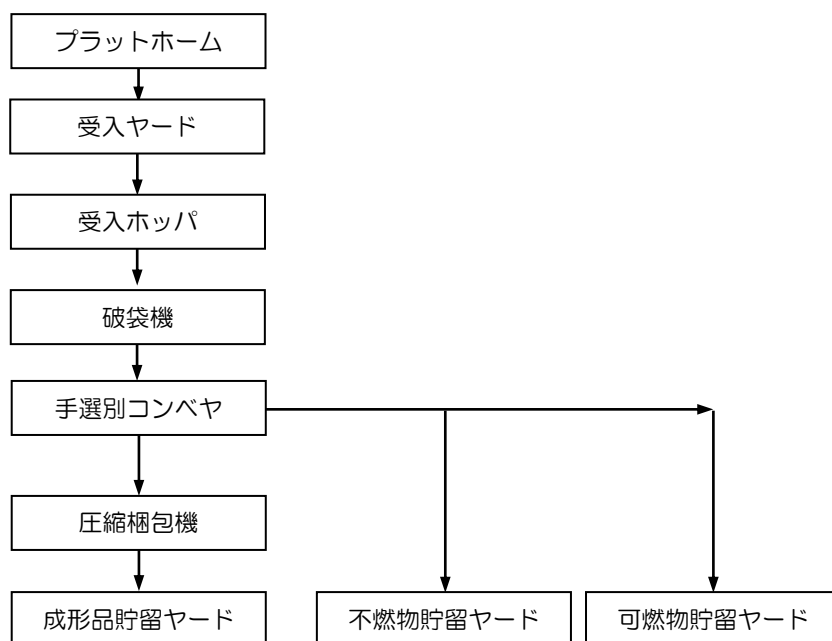 プラットホーム
受入ヤード
受入ホッパ
破袋機
手選別コンベヤ
圧縮梱包機
成形品貯留ヤード
不燃物貯留ヤード
可燃物貯留ヤード